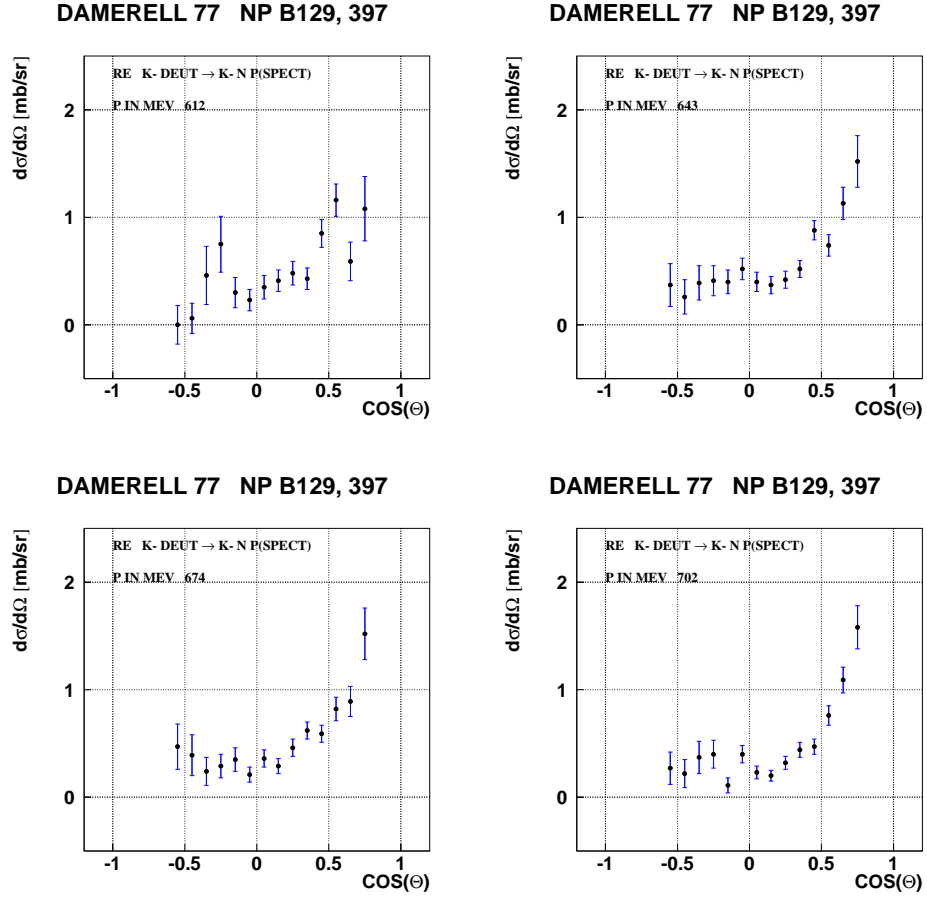 DAMERELL 77 NP B129, 397
dσ/dΩ [mb/sr]
RE K- DEUT → K- N P(SPECT)
P IN MEV 612
2
1
0
-1 -0.5 0 0.5 1
COS(Θ)
DAMERELL 77 NP B129, 397
dσ/dΩ [mb/sr]
RE K- DEUT → K- N P(SPECT)
P IN MEV 643
2
1
0
-1 -0.5 0 0.5 1
COS(Θ)
DAMERELL 77 NP B129, 397
dσ/dΩ [mb/sr]
RE K- DEUT → K- N P(SPECT)
P IN MEV 674
2
1
0
-1 -0.5 0 0.5 1
COS(Θ)
DAMERELL 77 NP B129, 397
dσ/dΩ [mb/sr]
RE K- DEUT → K- N P(SPECT)
P IN MEV 702
2
1
0
-1 -0.5 0 0.5 1
COS(Θ)